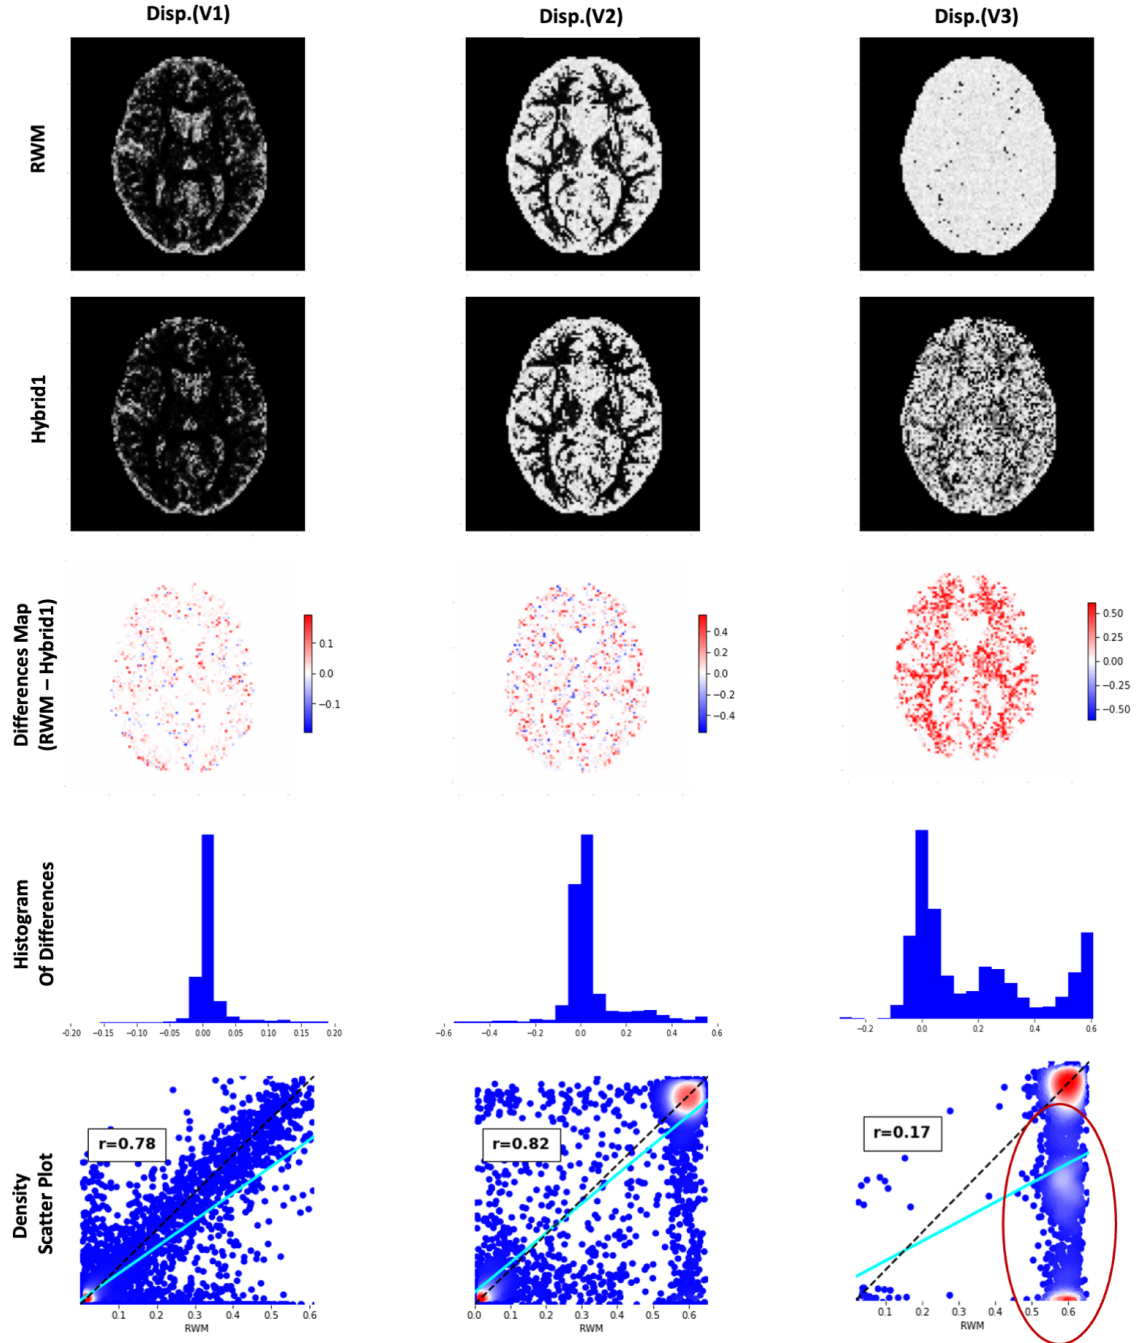 Disp.(V1) Disp.(V2) Disp.(V3)
RWM
Hybrid1
Differences Map
(RWM – Hybrid1)
0.1
0.0
−0.1
0.4
0.2
0.0
−0.2
−0.4
0.50
0.25
0.00
−0.25
−0.50
Histogram
Of Differences
−0.20 −0.15 −0.10 −0.05 0.00 0.05 0.10 0.15 0.20
−0.6 −0.4 −0.2 0.0 0.2 0.4 0.6
−0.2 0.0 0.2 0.4 0.6
Density
Scatter Plot
r=0.78
0.1 0.2 0.3 0.4 0.5 0.6
RWM
r=0.82
0.0 0.1 0.2 0.3 0.4 0.5 0.6
RWM
r=0.17
0.1 0.2 0.3 0.4 0.5 0.6
RWM